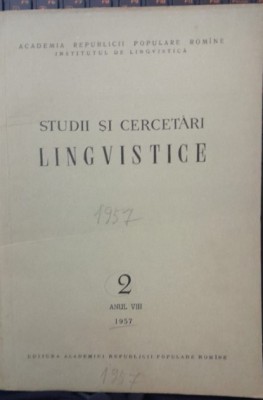 ACADEMIA REPUBLICII POPULARE ROMÎNE
INSTITUTUL DE LINGVISTICĂ
STUDII ȘI CERCETĂRI
LINGVISTICE
1957
2
ANUL VIII
1957
EDITURA ACADEMIEI REPUBLICII POPULARE ROMÎNE
1957